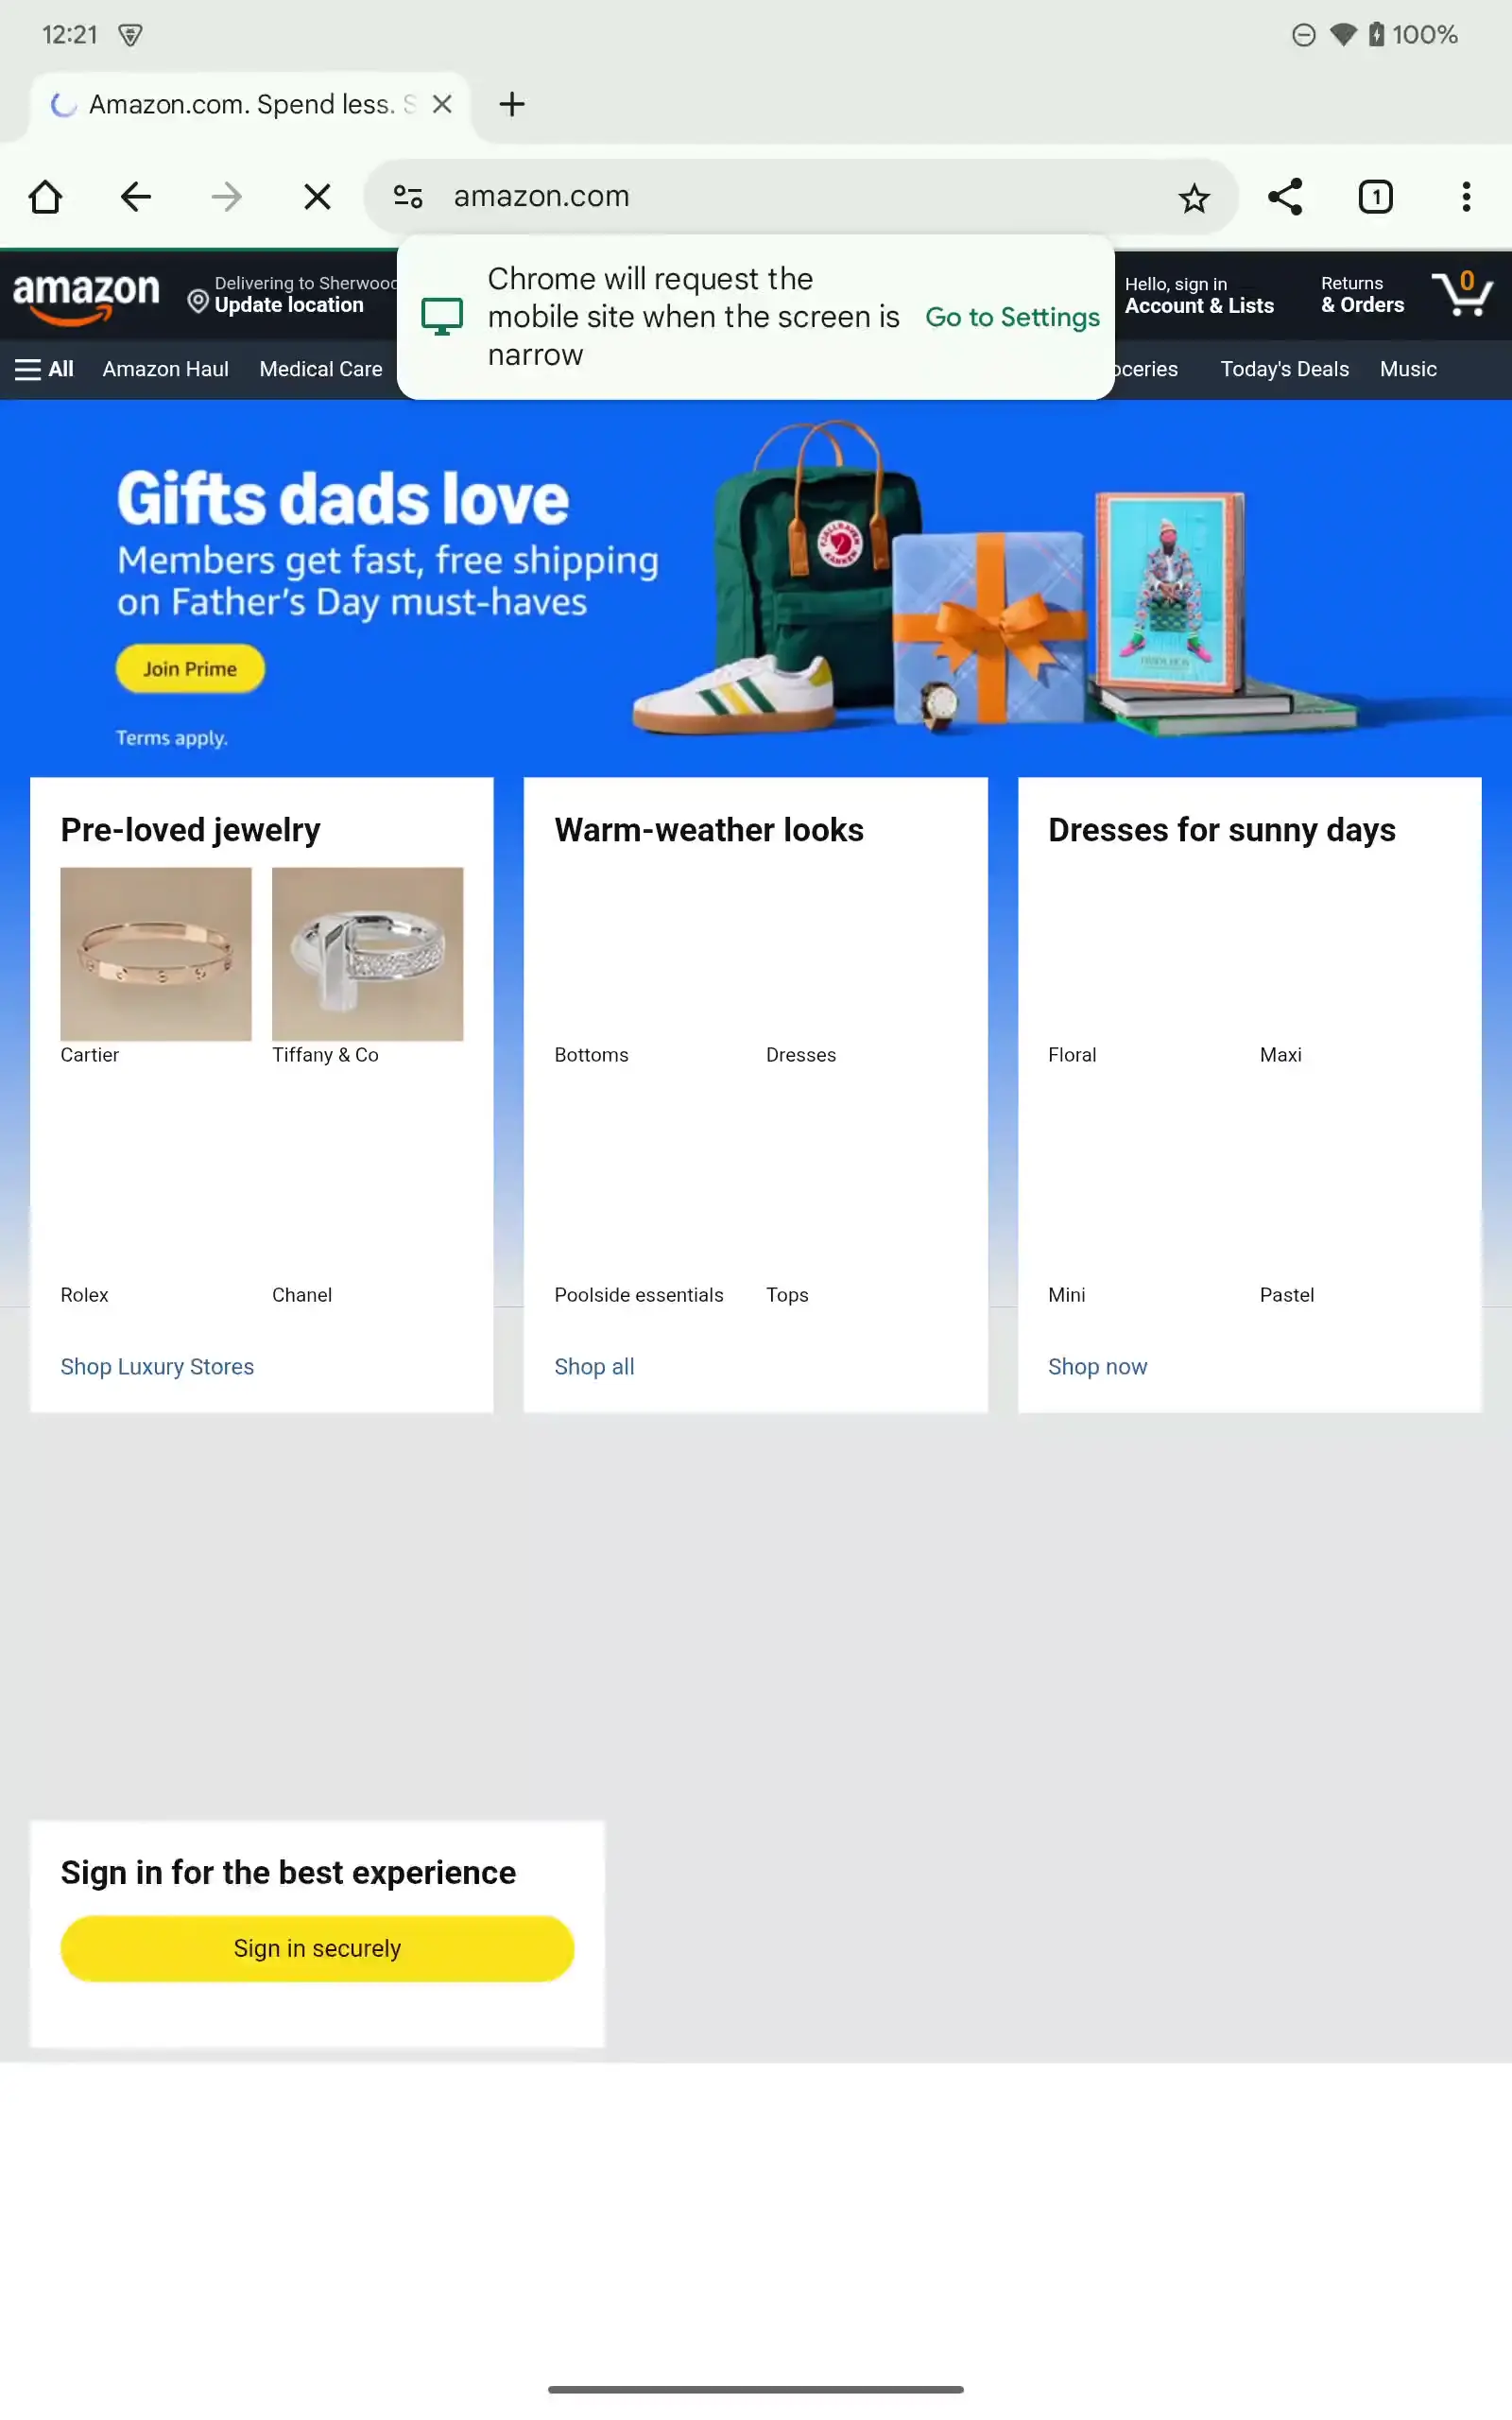 12:21
100%
Amazon.com. Spend less.
amazon.com
Chrome will request the
mobile site when the screen is
narrow
Go to Settings
amazon
Delivering to Sherwood
Update location
Hello, sign in
Account & Lists
Returns
& Orders
0
All
Amazon Haul
Medical Care
Today's Deals
Music
Gifts dads love
Members get fast, free shipping
on Father's Day must-haves
Join Prime
Terms apply.
Pre-loved jewelry
Cartier
Tiffany & Co
Rolex
Chanel
Shop Luxury Stores
Warm-weather looks
Bottoms
Dresses
Poolside essentials
Tops
Shop all
Dresses for sunny days
Floral
Maxi
Mini
Pastel
Shop now
Sign in for the best experience
Sign in securely